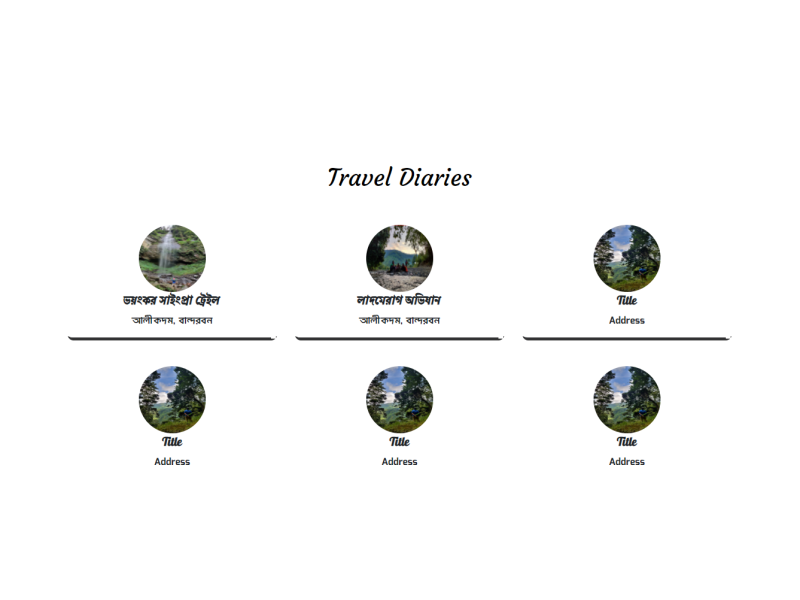 Travel Diaries
ভয়ংকর সাইংপ্রা ট্রেইল
আলীকদম, বান্দরবন
লাদমেরাগ অভিযান
আলীকদম, বান্দরবন
Title
Address
Title
Address
Title
Address
Title
Address